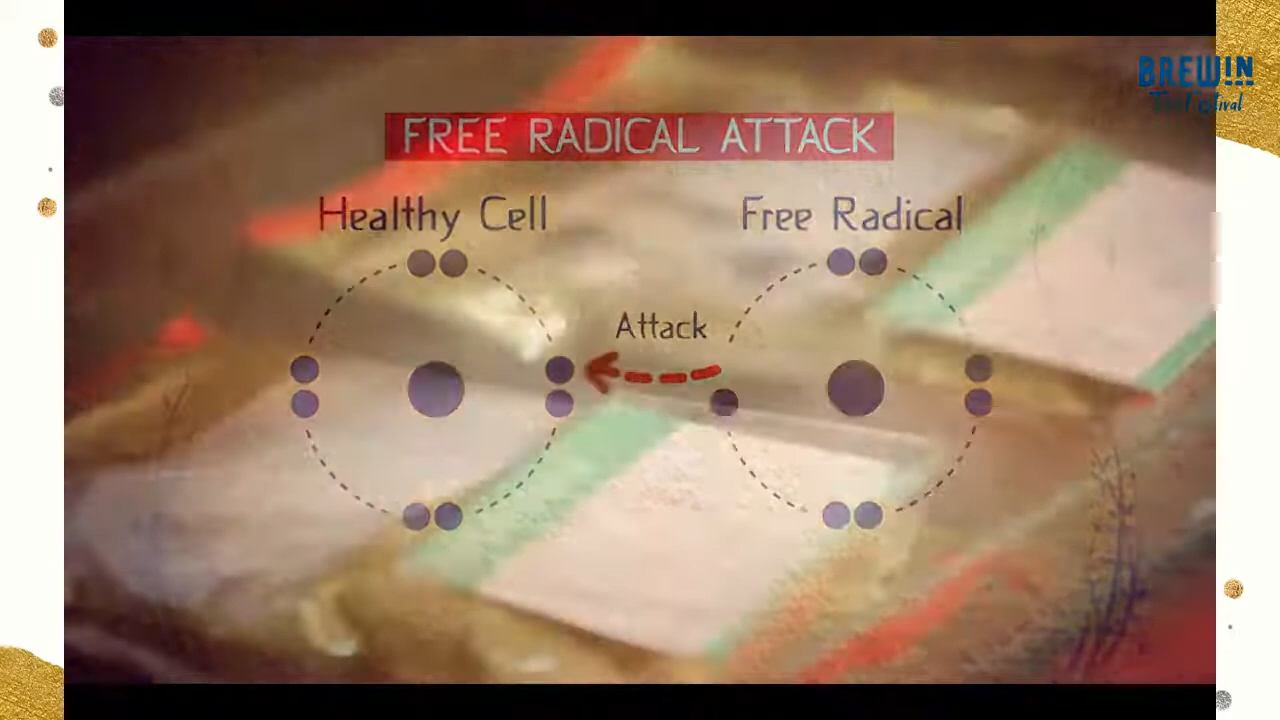 BREW!N
FREE RADICAL ATTACK
Healthy Cell
Free Radical
Attack